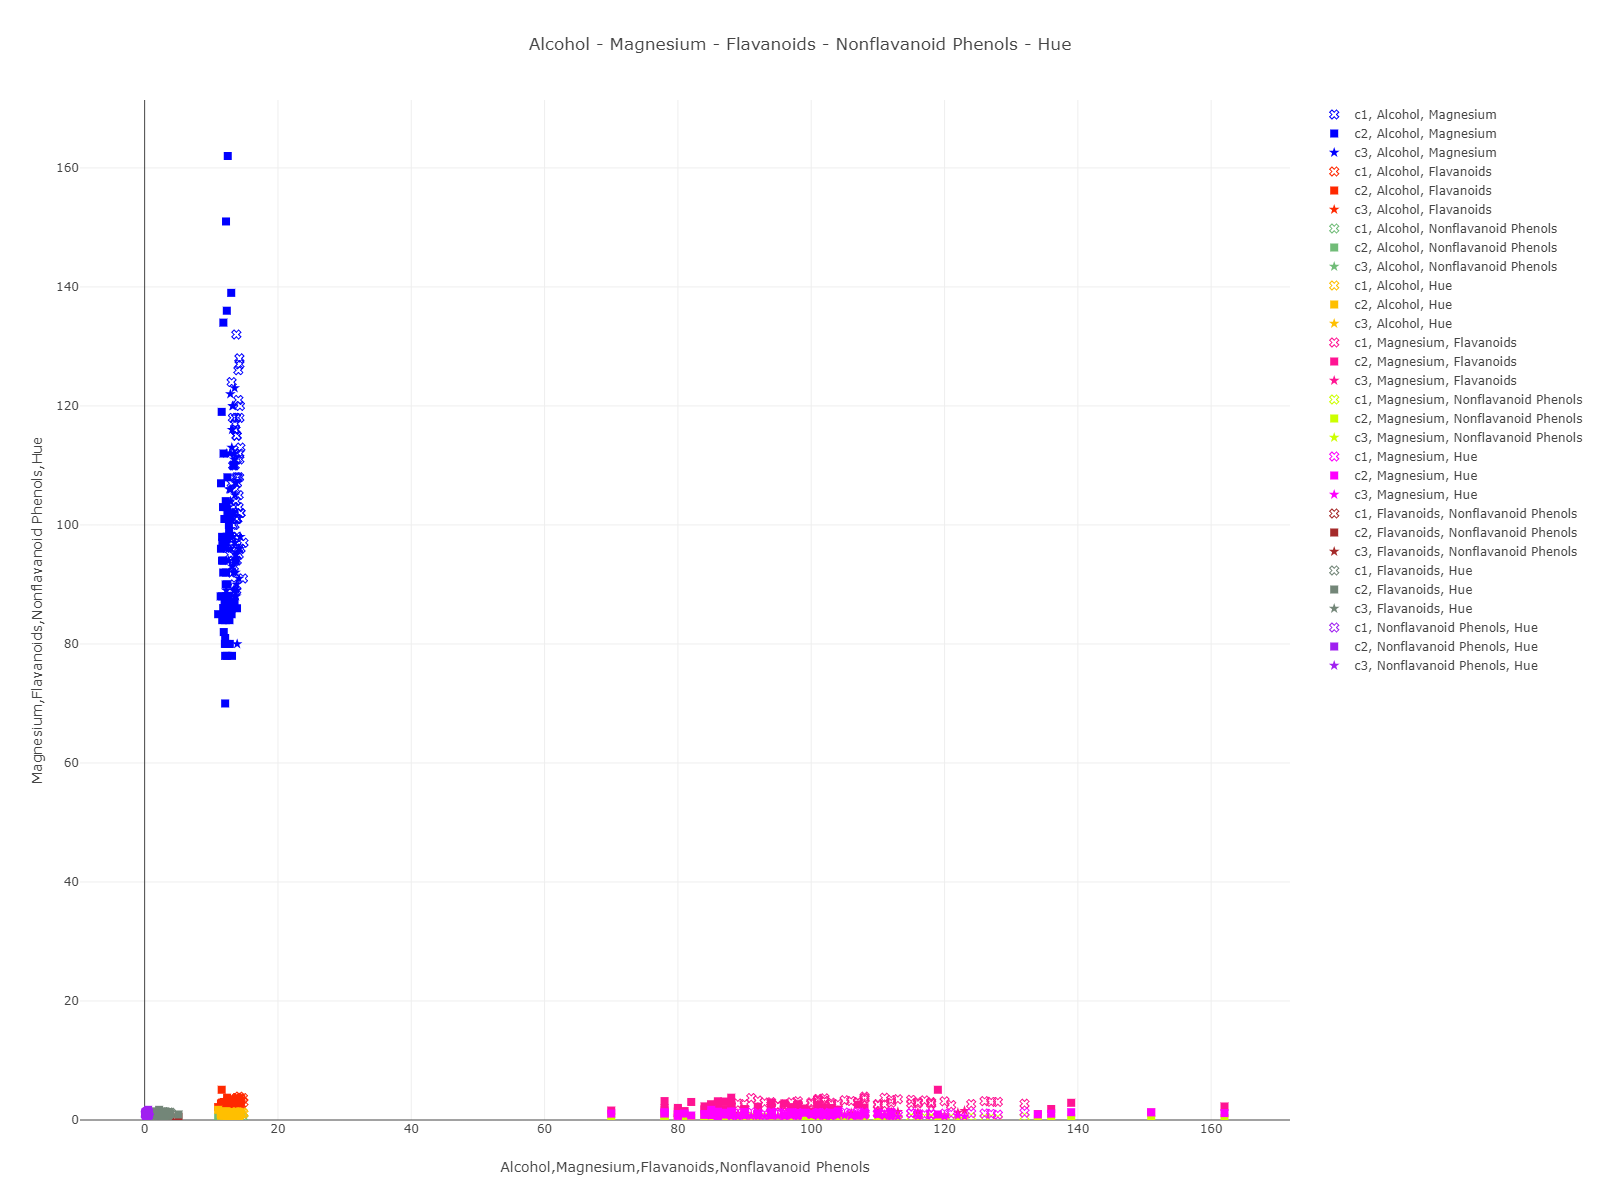 Alcohol - Magnesium - Flavanoids - Nonflavanoid Phenols - Hue
Magnesium,Flavanoids,Nonflavanoid Phenols,Hue
160
140
120
100
80
60
40
20
0
0 20 40 60 80 100 120 140 160
Alcohol,Magnesium,Flavanoids,Nonflavanoid Phenols
c1, Alcohol, Magnesium
c2, Alcohol, Magnesium
c3, Alcohol, Magnesium
c1, Alcohol, Flavanoids
c2, Alcohol, Flavanoids
c3, Alcohol, Flavanoids
c1, Alcohol, Nonflavanoid Phenols
c2, Alcohol, Nonflavanoid Phenols
c3, Alcohol, Nonflavanoid Phenols
c1, Alcohol, Hue
c2, Alcohol, Hue
c3, Alcohol, Hue
c1, Magnesium, Flavanoids
c2, Magnesium, Flavanoids
c3, Magnesium, Flavanoids
c1, Magnesium, Nonflavanoid Phenols
c2, Magnesium, Nonflavanoid Phenols
c3, Magnesium, Nonflavanoid Phenols
c1, Magnesium, Hue
c2, Magnesium, Hue
c3, Magnesium, Hue
c1, Flavanoids, Nonflavanoid Phenols
c2, Flavanoids, Nonflavanoid Phenols
c3, Flavanoids, Nonflavanoid Phenols
c1, Flavanoids, Hue
c2, Flavanoids, Hue
c3, Flavanoids, Hue
c1, Nonflavanoid Phenols, Hue
c2, Nonflavanoid Phenols, Hue
c3, Nonflavanoid Phenols, Hue